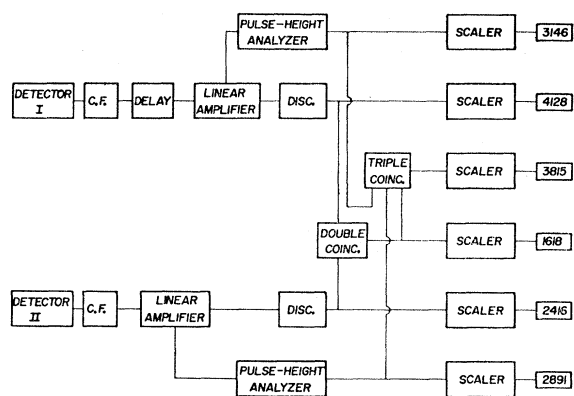 PULSE-HEIGHT
ANALYZER
SCALER
3146
DETECTOR
I
C.F.
DELAY
LINEAR
AMPLIFIER
DISC.
SCALER
4128
TRIPLE
COINC.
SCALER
3815
DOUBLE
COINC.
SCALER
1618
DETECTOR
II
C.F.
LINEAR
AMPLIFIER
DISC.
SCALER
2416
PULSE-HEIGHT
ANALYZER
SCALER
2891